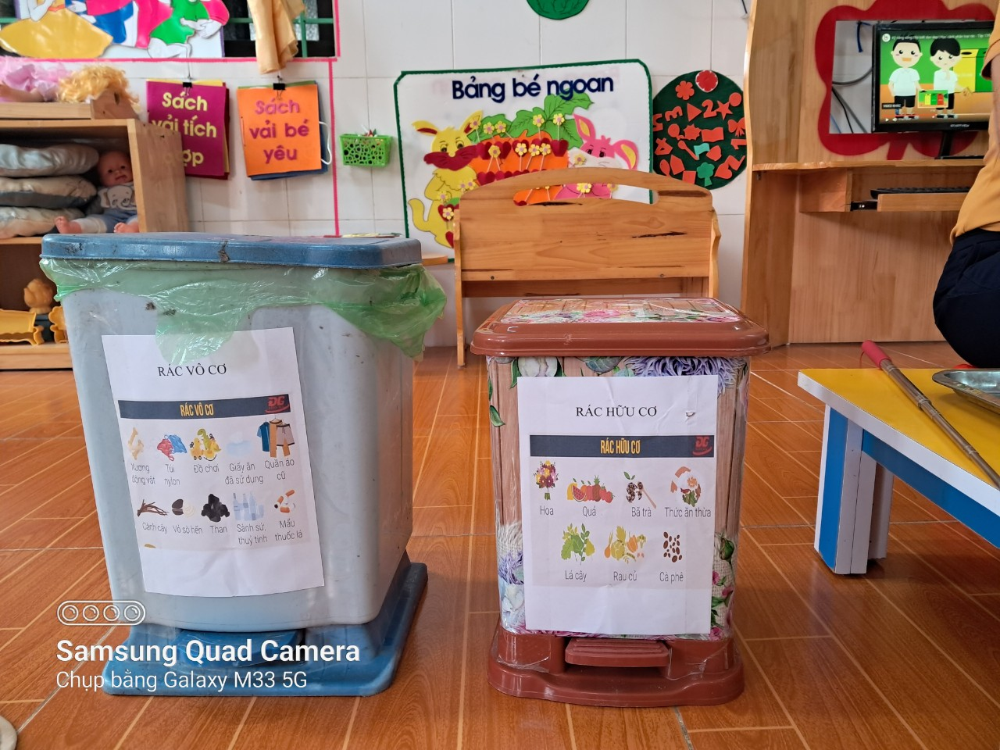 Sách
vải tích
hợp
Sách
vải bé
yêu
Bảng bé ngoan
RÁC VÔ CƠ
RÁC VÔ CƠ
DG
Xương
động vật
Túi
nylon
Đồ chơi
Giấy ăn
đã sử dụng
Quần áo
cũ
Cành cây
Vỏ sò hến
Than
Sành sứ,
thuỷ tinh
Mẩu
thuốc lá
RÁC HỮU CƠ
RÁC HỮU CƠ
DG
Hoa
Quả
Bã trà
Thức ăn thừa
Lá cây
Rau củ
Cà phê
Samsung Quad Camera
Chụp bằng Galaxy M33 5G